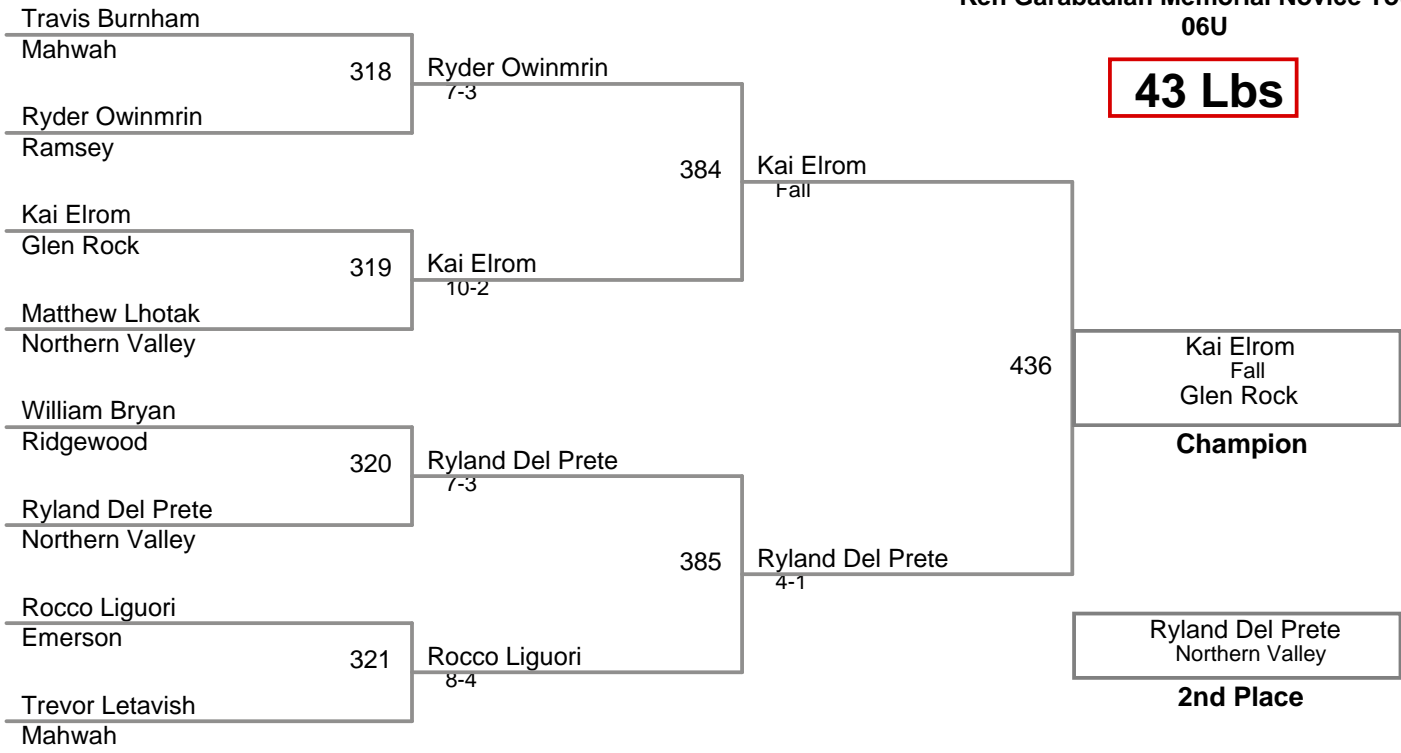 Ken Garabadian Memorial Novice
06U
43 Lbs
Travis Burnham
Mahwah
318
Ryder Owinmrin
7-3
Ryder Owinmrin
Ramsey
384
Kai Elrom
Fall
Kai Elrom
Glen Rock
319
Kai Elrom
10-2
Matthew Lhotak
Northern Valley
436
Kai Elrom
Fall
Glen Rock
Champion
William Bryan
Ridgewood
320
Ryland Del Prete
7-3
Ryland Del Prete
Northern Valley
385
Ryland Del Prete
4-1
Rocco Liguori
Emerson
321
Rocco Liguori
8-4
Trevor Letavish
Mahwah
Ryland Del Prete
Northern Valley
2nd Place